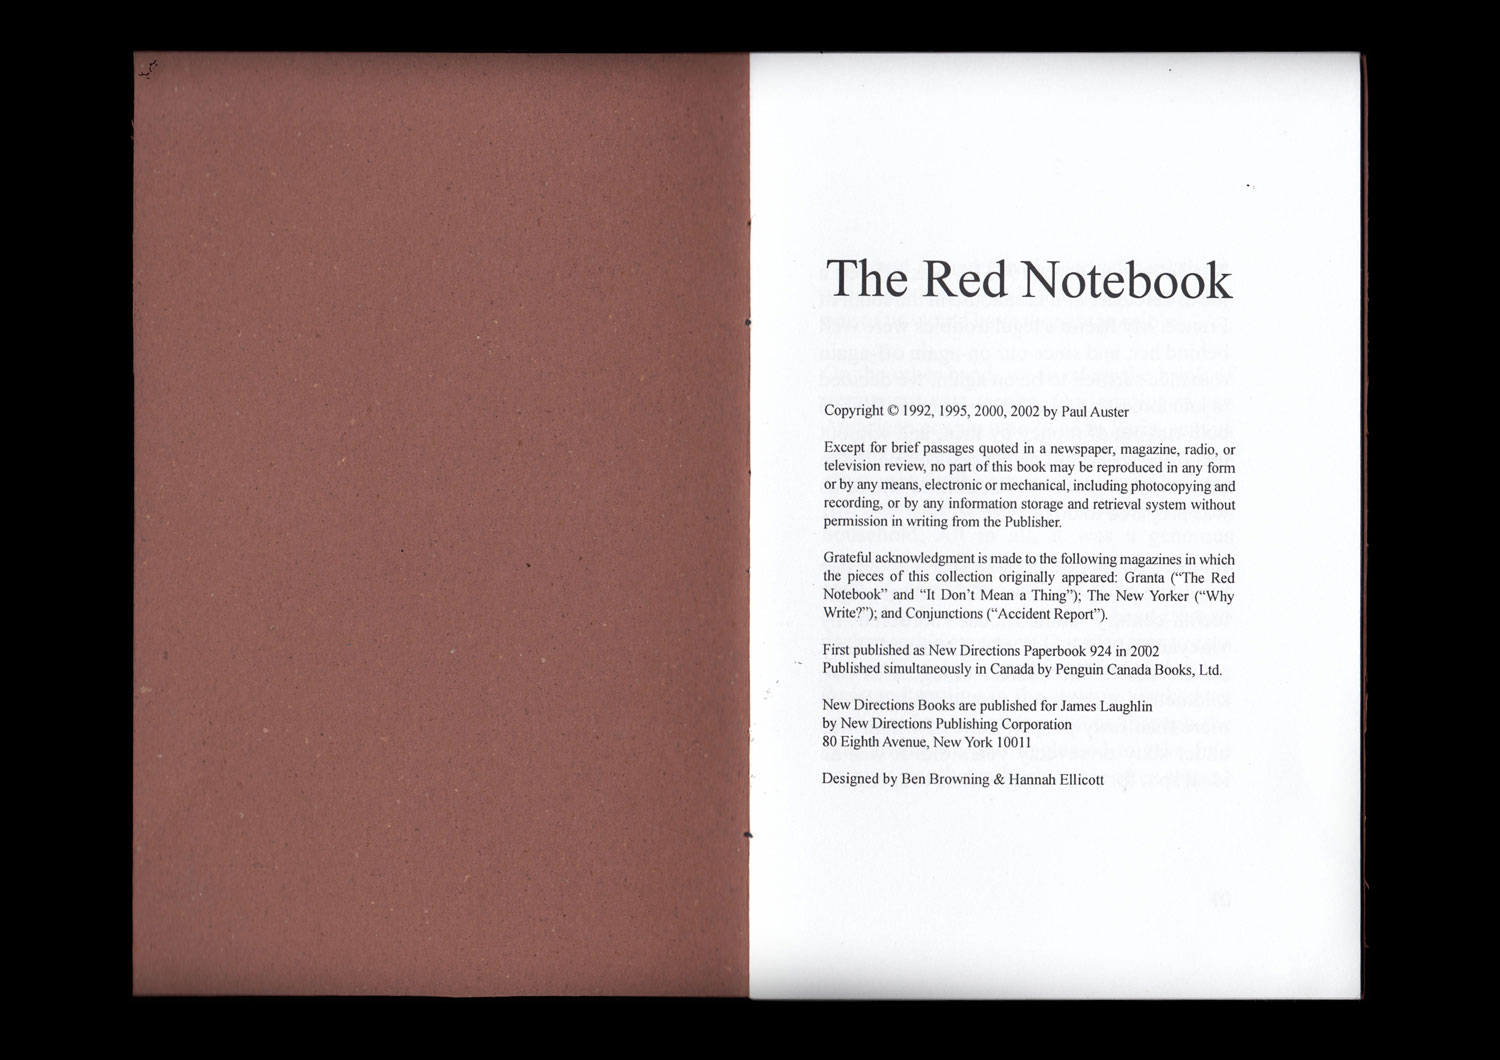 The Red Notebook
Copyright © 1992, 1995, 2000, 2002 by Paul Auster
Except for brief passages quoted in a newspaper, magazine, radio, or
television review, no part of this book may be reproduced in any form
or by any means, electronic or mechanical, including photocopying and
recording, or by any information storage and retrieval system without
permission in writing from the Publisher.
Grateful acknowledgment is made to the following magazines in which
the pieces of this collection originally appeared: Granta (“The Red
Notebook” and “It Don’t Mean a Thing”); The New Yorker (“Why
Write?”); and Conjunctions (“Accident Report”).
First published as New Directions Paperbook 924 in 2002
Published simultaneously in Canada by Penguin Canada Books, Ltd.
New Directions Books are published for James Laughlin
by New Directions Publishing Corporation
80 Eighth Avenue, New York 10011
Designed by Ben Browning & Hannah Ellicott